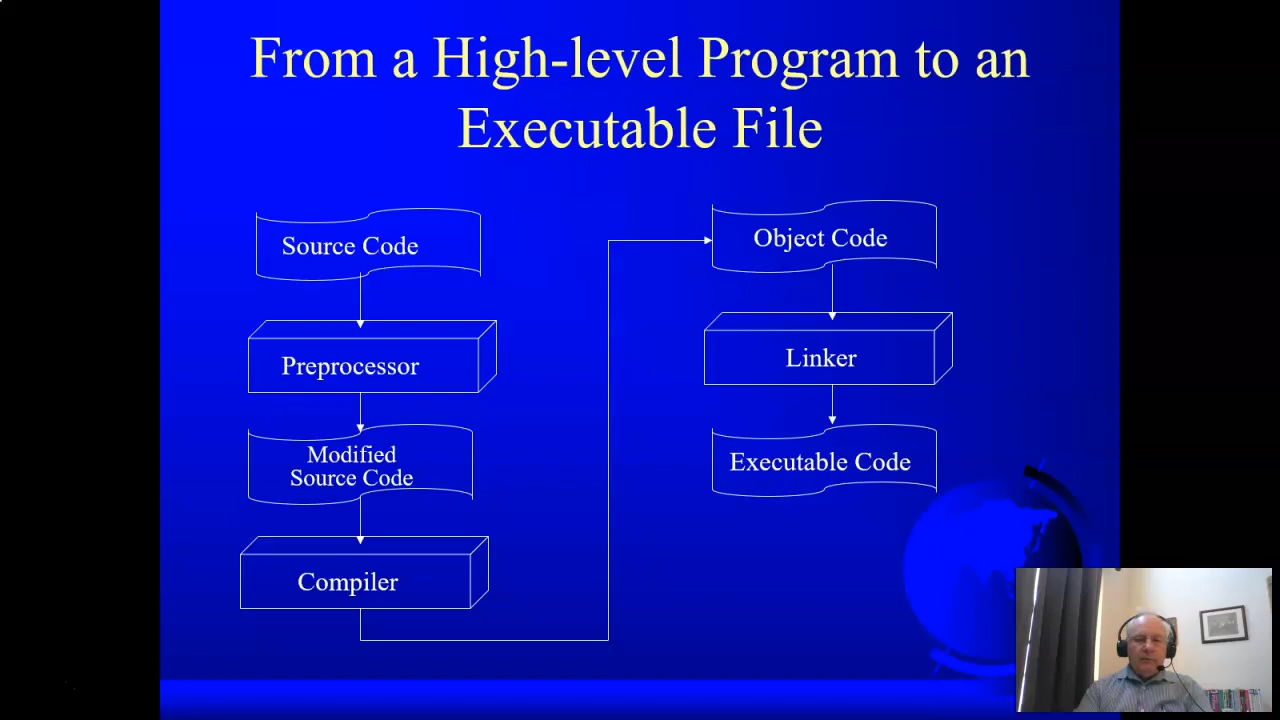 From a High-level Program to an
Executable File
Source Code
Preprocessor
Modified
Source Code
Compiler
Object Code
Linker
Executable Code